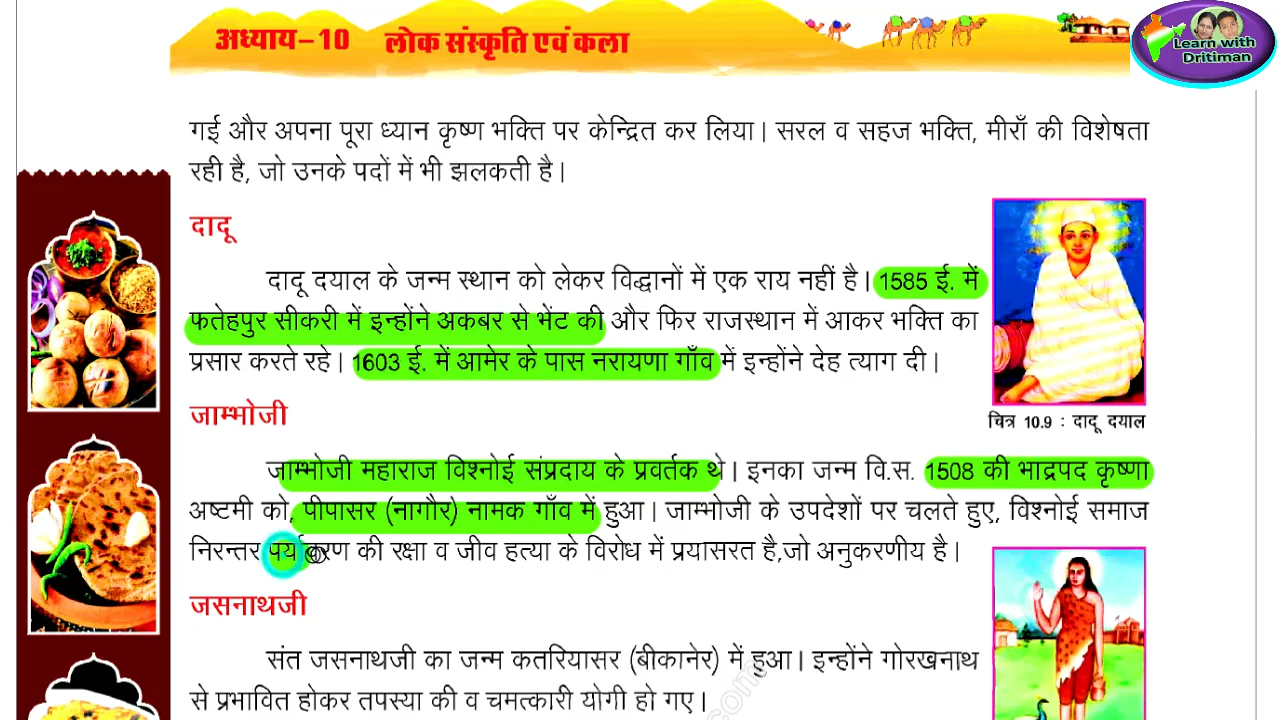 अध्याय–10 लोक संस्कृति एवं कला
Learn with
Dritiman
गई और अपना पूरा ध्यान कृष्ण भक्ति पर केन्द्रित कर लिया। सरल व सहज भक्ति, मीराँ की विशेषता
रही है, जो उनके पदों में भी झलकती है।
दादू
दादू दयाल के जन्म स्थान को लेकर विद्धानों में एक राय नहीं है। 1585 ई. में
फतेहपुर सीकरी में इन्होंने अकबर से भेंट की और फिर राजस्थान में आकर भक्ति का
प्रसार करते रहे। 1603 ई. में आमेर के पास नरायणा गाँव में इन्होंने देह त्याग दी।
चित्र 10.9 : दादू दयाल
जाम्भोजी
जाम्भोजी महाराज विश्नोई संप्रदाय के प्रवर्तक थे। इनका जन्म वि.स. 1508 की भाद्रपद कृष्णा
अष्टमी को, पीपासर (नागौर) नामक गाँव में हुआ। जाम्भोजी के उपदेशों पर चलते हुए, विश्नोई समाज
निरन्तर पर्यावरण की रक्षा व जीव हत्या के विरोध में प्रयासरत है,जो अनुकरणीय है।
जसनाथजी
संत जसनाथजी का जन्म कतरियासर (बीकानेर) में हुआ। इन्होंने गोरखनाथ
से प्रभावित होकर तपस्या की व चमत्कारी योगी हो गए।
.com